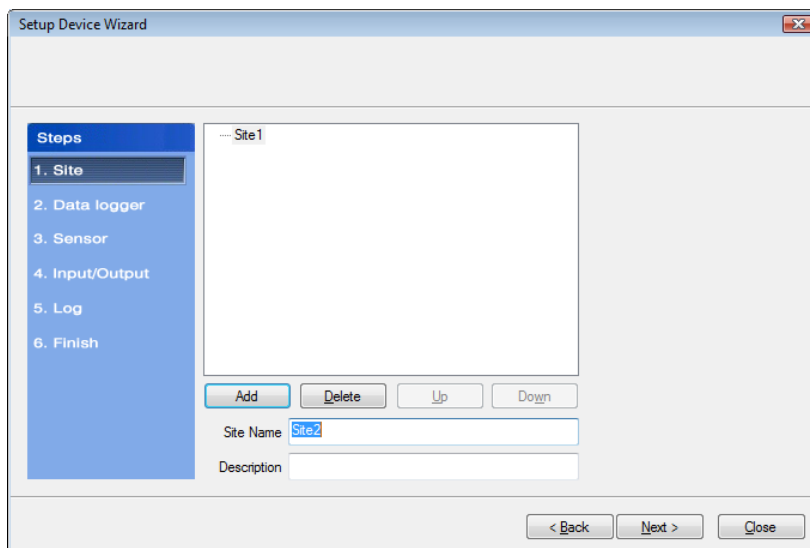 Setup Device Wizard
Steps
1. Site
2. Data logger
3. Sensor
4. Input/Output
5. Log
6. Finish
Site1
Add Delete Up Down
Site Name Site2
Description
< Back Next > Close